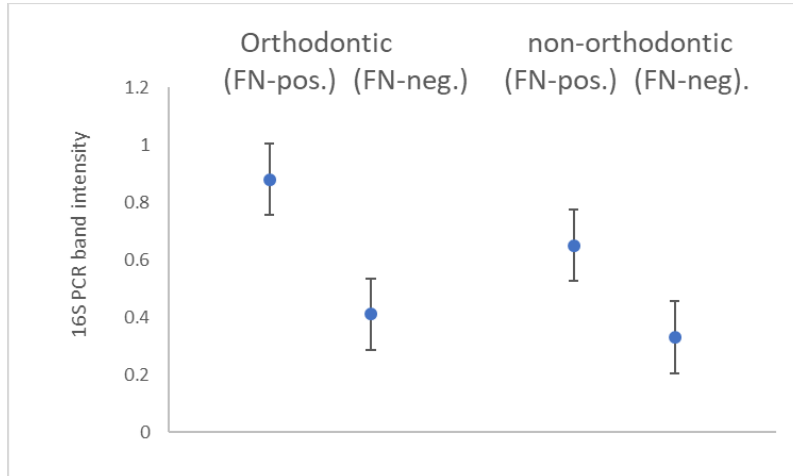 Orthodontic non-orthodontic
(FN-pos.) (FN-neg.) (FN-pos.) (FN-neg).
1.2
1
0.8
0.6
0.4
0.2
0
16S PCR band intensity